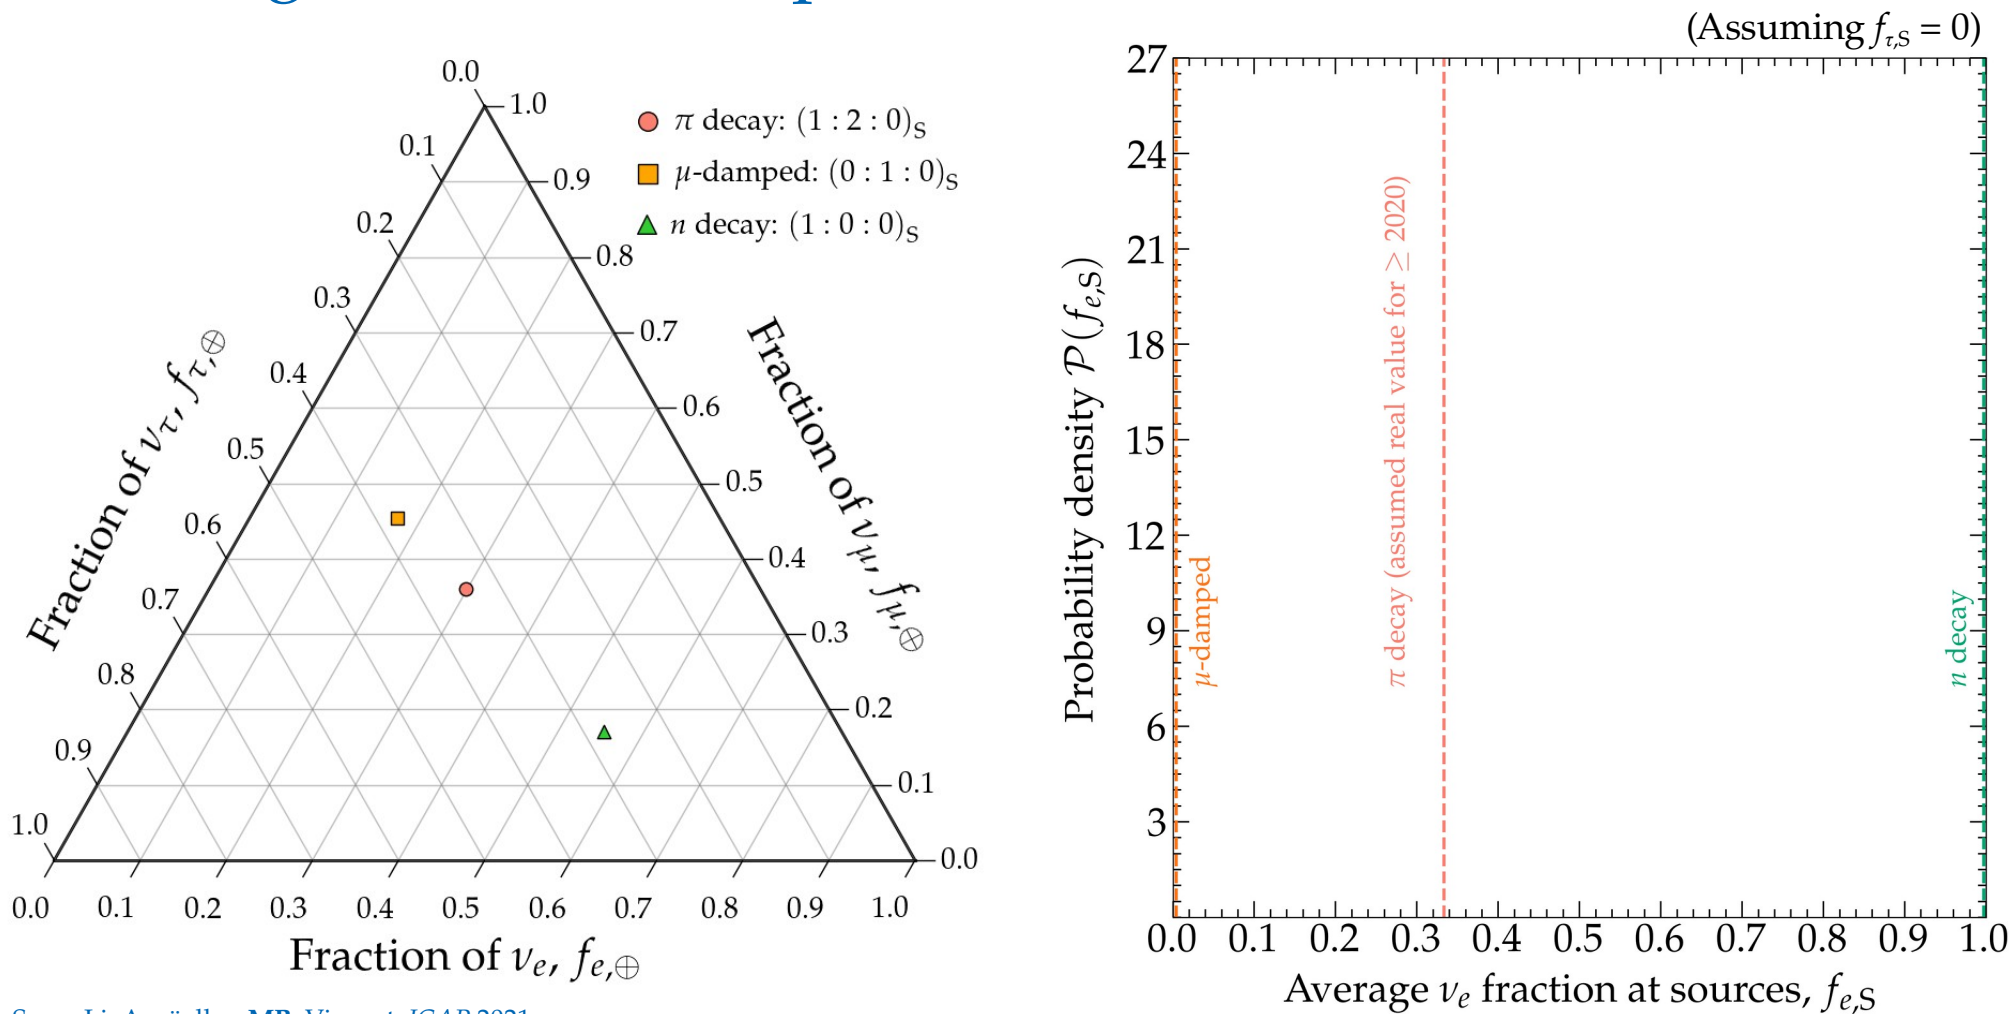 0.0
1.0
0.1
0.9
0.2
0.8
0.3
0.7
0.4
0.6
0.5
0.5
0.6
0.4
0.7
0.3
0.8
0.2
0.9
0.1
1.0
0.0
0.0 0.1 0.2 0.3 0.4 0.5 0.6 0.7 0.8 0.9 1.0
Fraction of ντ, fτ,⊕
Fraction of νμ, fμ,⊕
Fraction of νe, fe,⊕
π decay: (1 : 2 : 0)S
μ-damped: (0 : 1 : 0)S
n decay: (1 : 0 : 0)S
(Assuming fτ,S = 0)
27
24
21
18
15
12
9
6
3
Probability density P(fe,S)
μ-damped
π decay (assumed real value for ≥ 2020)
n decay
0.0 0.1 0.2 0.3 0.4 0.5 0.6 0.7 0.8 0.9 1.0
Average νe fraction at sources, fe,S